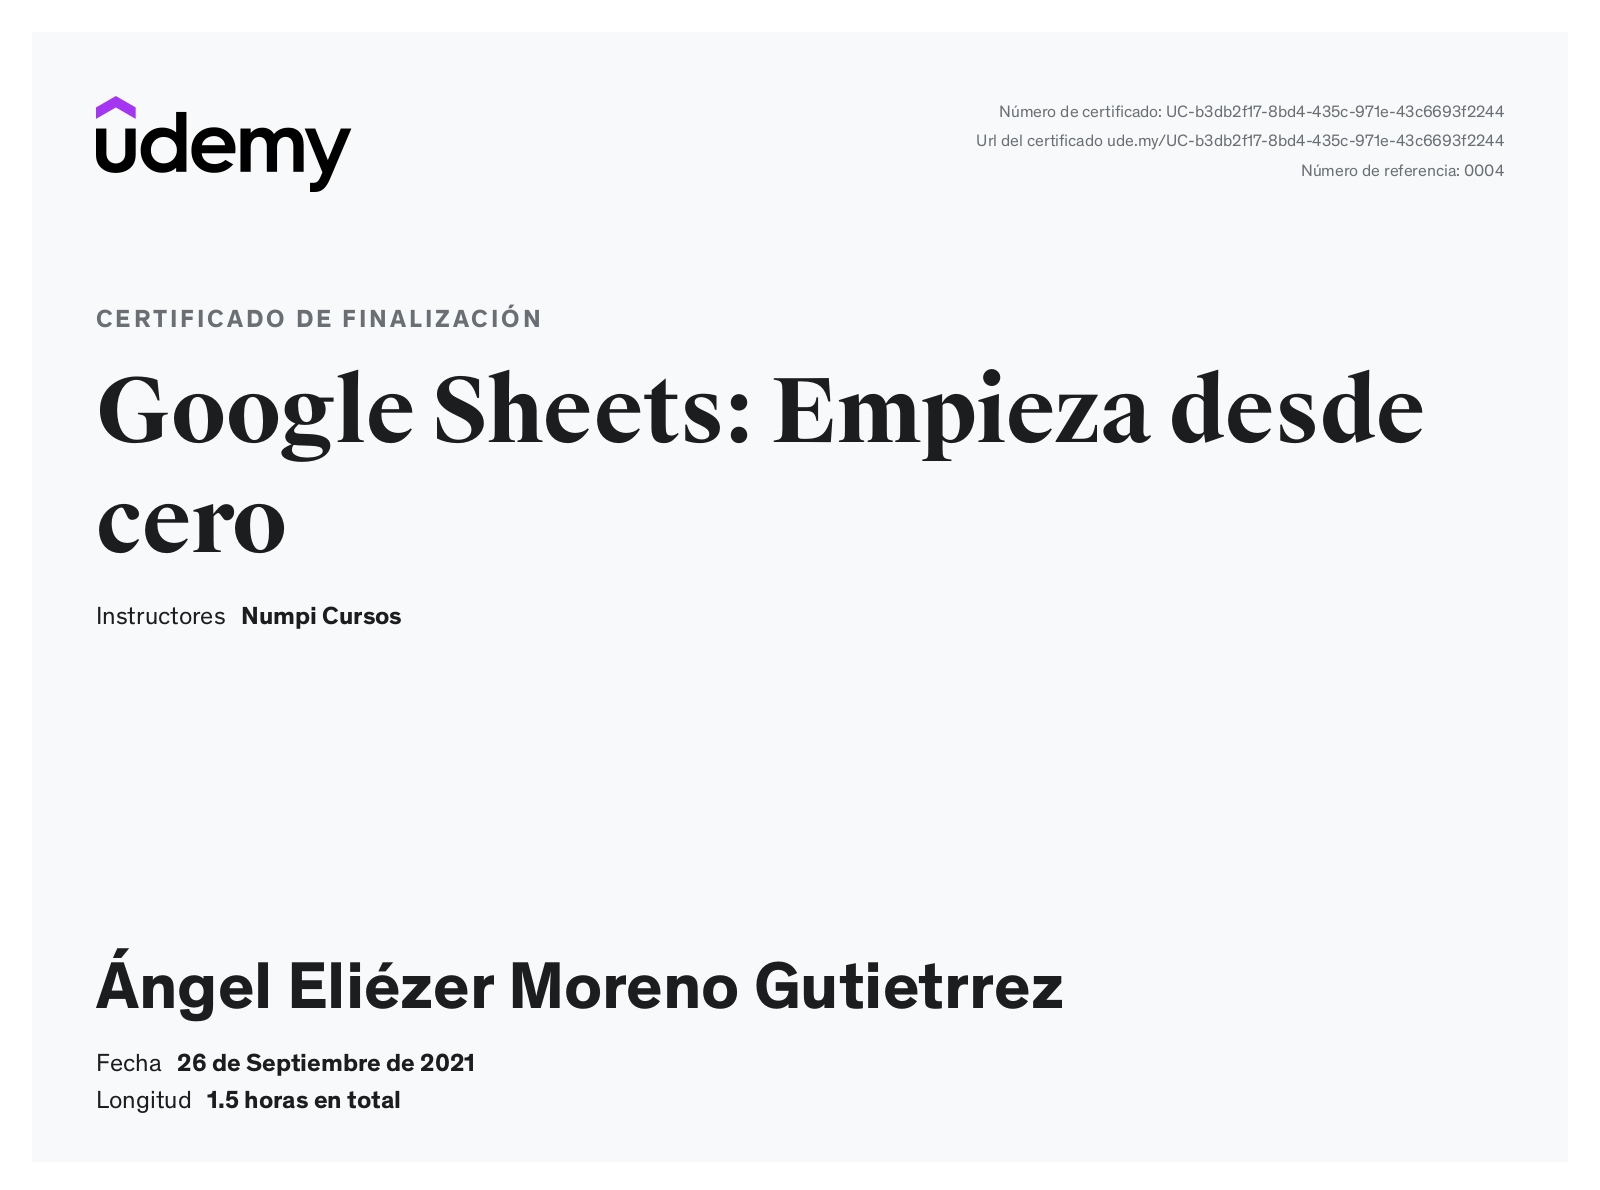 udemy
Número de certificado: UC-b3db2f17-8bd4-435c-971e-43c6693f2244
Url del certificado ude.my/UC-b3db2f17-8bd4-435c-971e-43c6693f2244
Número de referencia: 0004
CERTIFICADO DE FINALIZACIÓN
Google Sheets: Empieza desde
cero
Instructores Numpi Cursos
Ángel Eliézer Moreno Gutietrrez
Fecha 26 de Septiembre de 2021
Longitud 1.5 horas en total